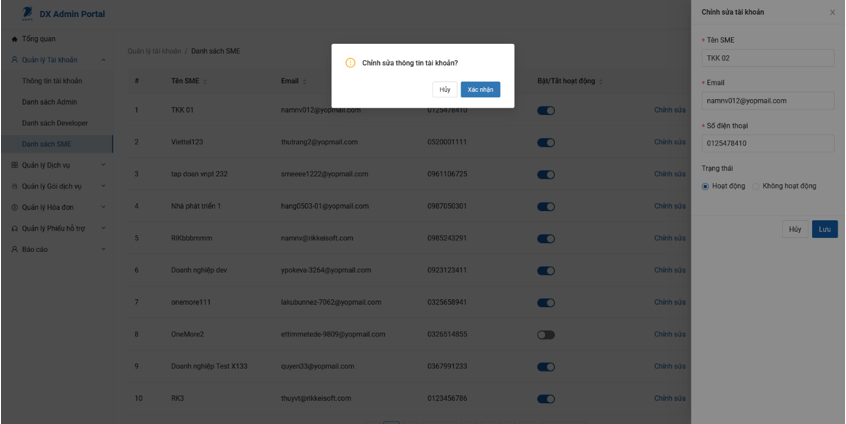 DX Admin Portal
Tổng quan
Quản lý Tài khoản
Thông tin tài khoản
Danh sách Admin
Danh sách Developer
Danh sách SME
Quản lý Dịch vụ
Quản lý Gói dịch vụ
Quản lý Hóa đơn
Quản lý Phiếu hỗ trợ
Báo cáo
Quản lý tài khoản / Danh sách SME
# Tên SME Email Bật/Tắt hoạt động
1 TKK 01 namnv012@yopmail.com 0125478410 Chỉnh sửa
2 Viettel123 thutrang2@yopmail.com 0520001111 Chỉnh sửa
3 tap doan vnpt 232 smeeee1222@yopmail.com 0961106725 Chỉnh sửa
4 Nhà phát triển 1 hang0503-01@yopmail.com 0987050301 Chỉnh sửa
5 RIKbbbmmm namnv@rikkeisoft.com 0985243291 Chỉnh sửa
6 Doanh nghiệp dev ypokeva-3264@yopmail.com 0923123411 Chỉnh sửa
7 onemore111 lakubunnez-7062@yopmail.com 0325658941 Chỉnh sửa
8 OneMore2 ettimmetede-9809@yopmail.com 0326514855 Chỉnh sửa
9 Doanh nghiệp Test X133 quyen33@yopmail.com 0367991233 Chỉnh sửa
10 RK3 thuyvt@rikkeisoft.com 0123456786 Chỉnh sửa
Chỉnh sửa thông tin tài khoản?
Hủy Xác nhận
Chỉnh sửa tài khoản
* Tên SME
TKK 02
* Email
namnv012@yopmail.com
* Số điện thoại
0125478410
Trạng thái
Hoạt động Không hoạt động
Hủy Lưu